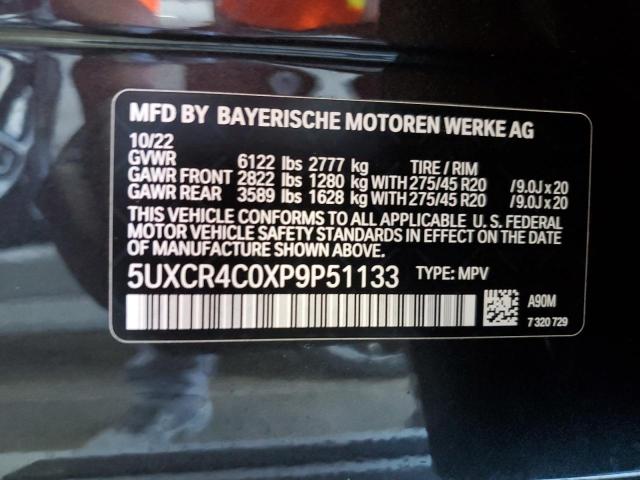 MFD BY BAYERISCHE MOTOREN WERKE AG
10/22
GVWR 6122 lbs 2777 kg TIRE / RIM
GAWR FRONT 2822 lbs 1280 kg WITH 275/45 R20 /9.0J x 20
GAWR REAR 3589 lbs 1628 kg WITH 275/45 R20 /9.0J x 20
THIS VEHICLE CONFORMS TO ALL APPLICABLE U. S. FEDERAL
MOTOR VEHICLE SAFETY STANDARDS IN EFFECT ON THE DATE
OF MANUFACTURE SHOWN ABOVE.
5UXCR4C0XP9P51133 TYPE: MPV
A90M
7 320 729